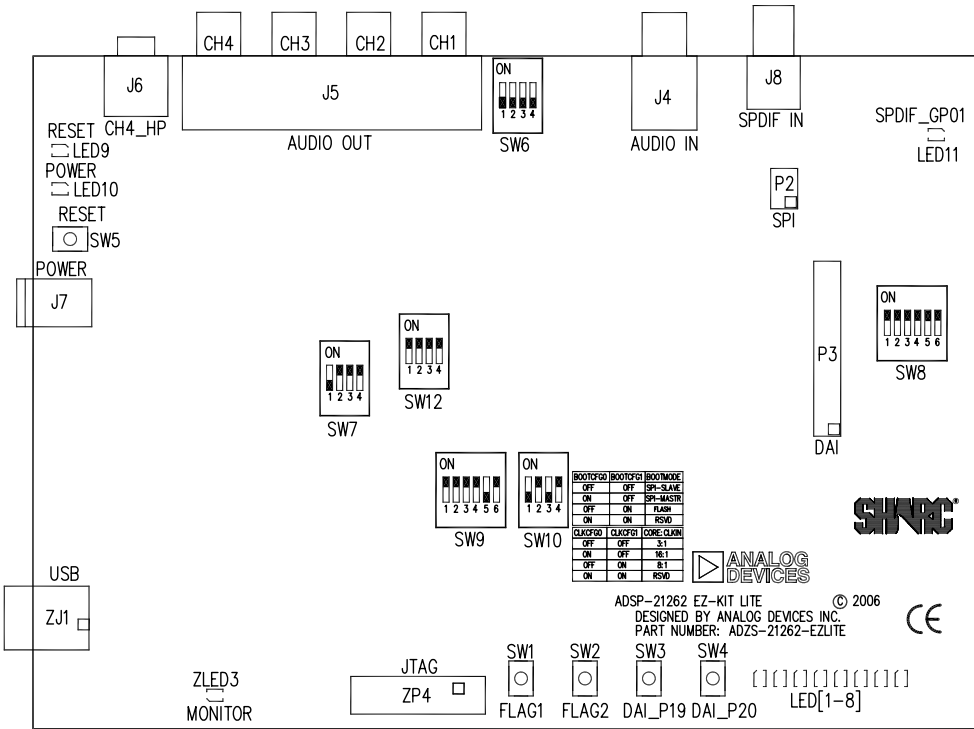 CH4 CH3 CH2 CH1
J6 J5 J4 J8
CH4_HP
AUDIO OUT
ON
1 2 3 4
SW6
AUDIO IN
SPDIF IN
SPDIF_GP01
LED11
RESET
LED9
POWER
LED10
RESET
SW5
P2
SPI
POWER
J7
ON
1 2 3 4
SW7
ON
1 2 3 4
SW12
P3
DAI
ON
1 2 3 4 5 6
SW8
ON
1 2 3 4 5 6
SW9
ON
1 2 3 4
SW10
BOOTCFG0 BOOTCFG1 BOOTMODE
OFF OFF SPI-SLAVE
ON OFF SPI-MASTR
OFF ON FLASH
ON ON RSVD
CLKCFG0 CLKCFG1 CORE:CLKIN
OFF OFF 3:1
ON OFF 16:1
OFF ON 8:1
ON ON RSVD
SHARC®
ANALOG
DEVICES
USB
ZJ1
ADSP-21262 EZ-KIT LITE © 2006
DESIGNED BY ANALOG DEVICES INC.
PART NUMBER: ADZS-21262-EZLITE
CE
ZLED3
MONITOR
JTAG
ZP4
SW1 SW2 SW3 SW4
FLAG1 FLAG2 DAI_P19 DAI_P20
LED[1-8]